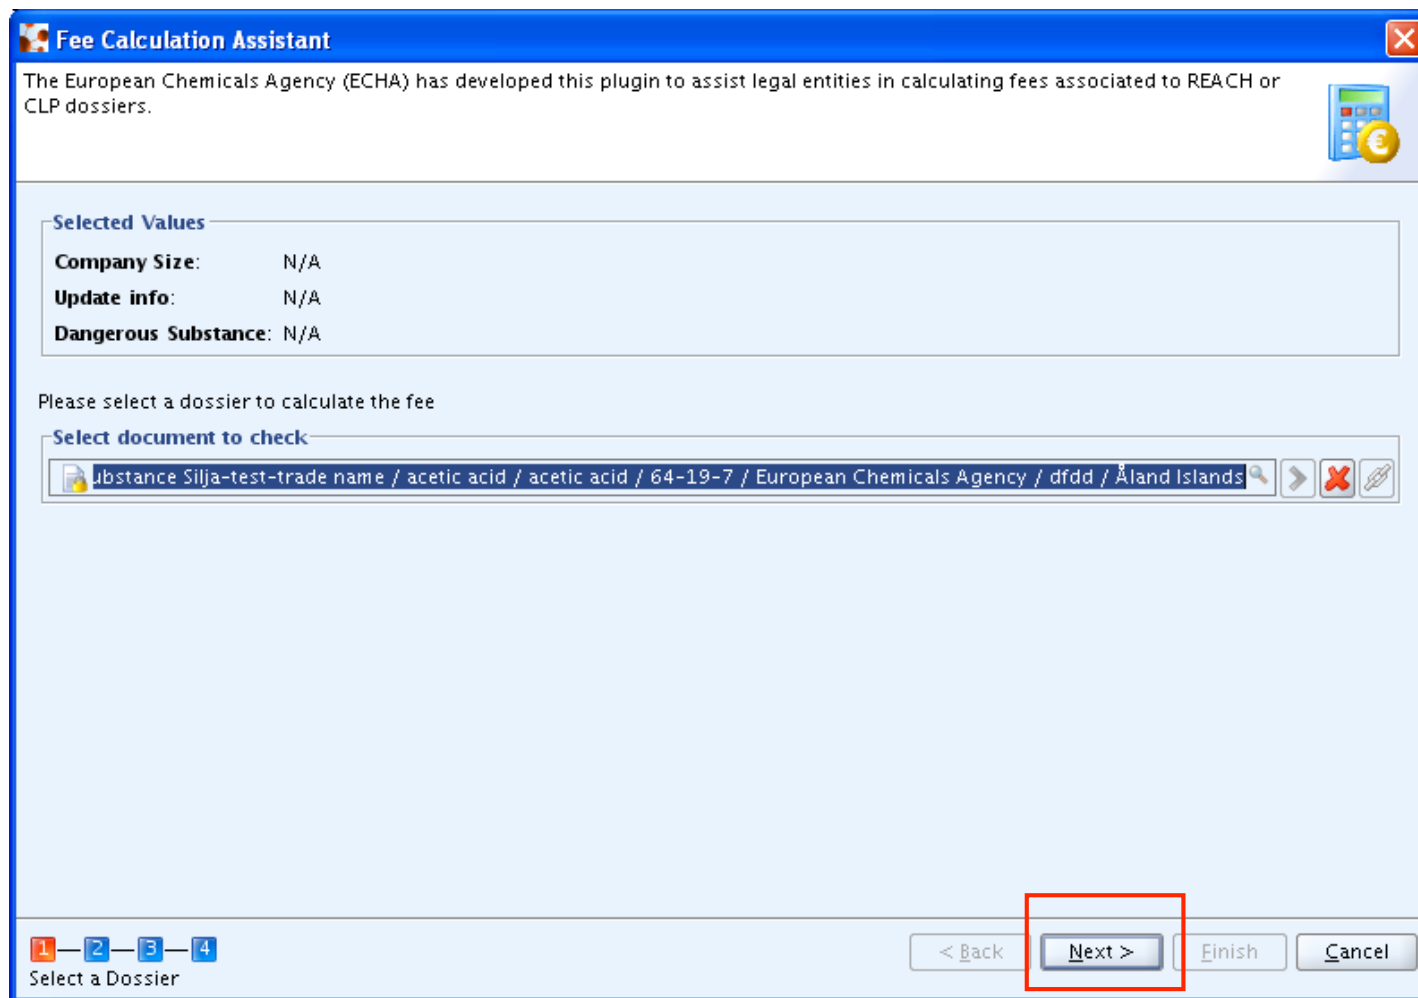 Fee Calculation Assistant
The European Chemicals Agency (ECHA) has developed this plugin to assist legal entities in calculating fees associated to REACH or
CLP dossiers.
Selected Values
Company Size: N/A
Update info: N/A
Dangerous Substance: N/A
Please select a dossier to calculate the fee
Select document to check
ubstance Silja-test-trade name / acetic acid / acetic acid / 64-19-7 / European Chemicals Agency / dfdd / Åland Islands
1 2 3 4
Select a Dossier
< Back Next > Finish Cancel